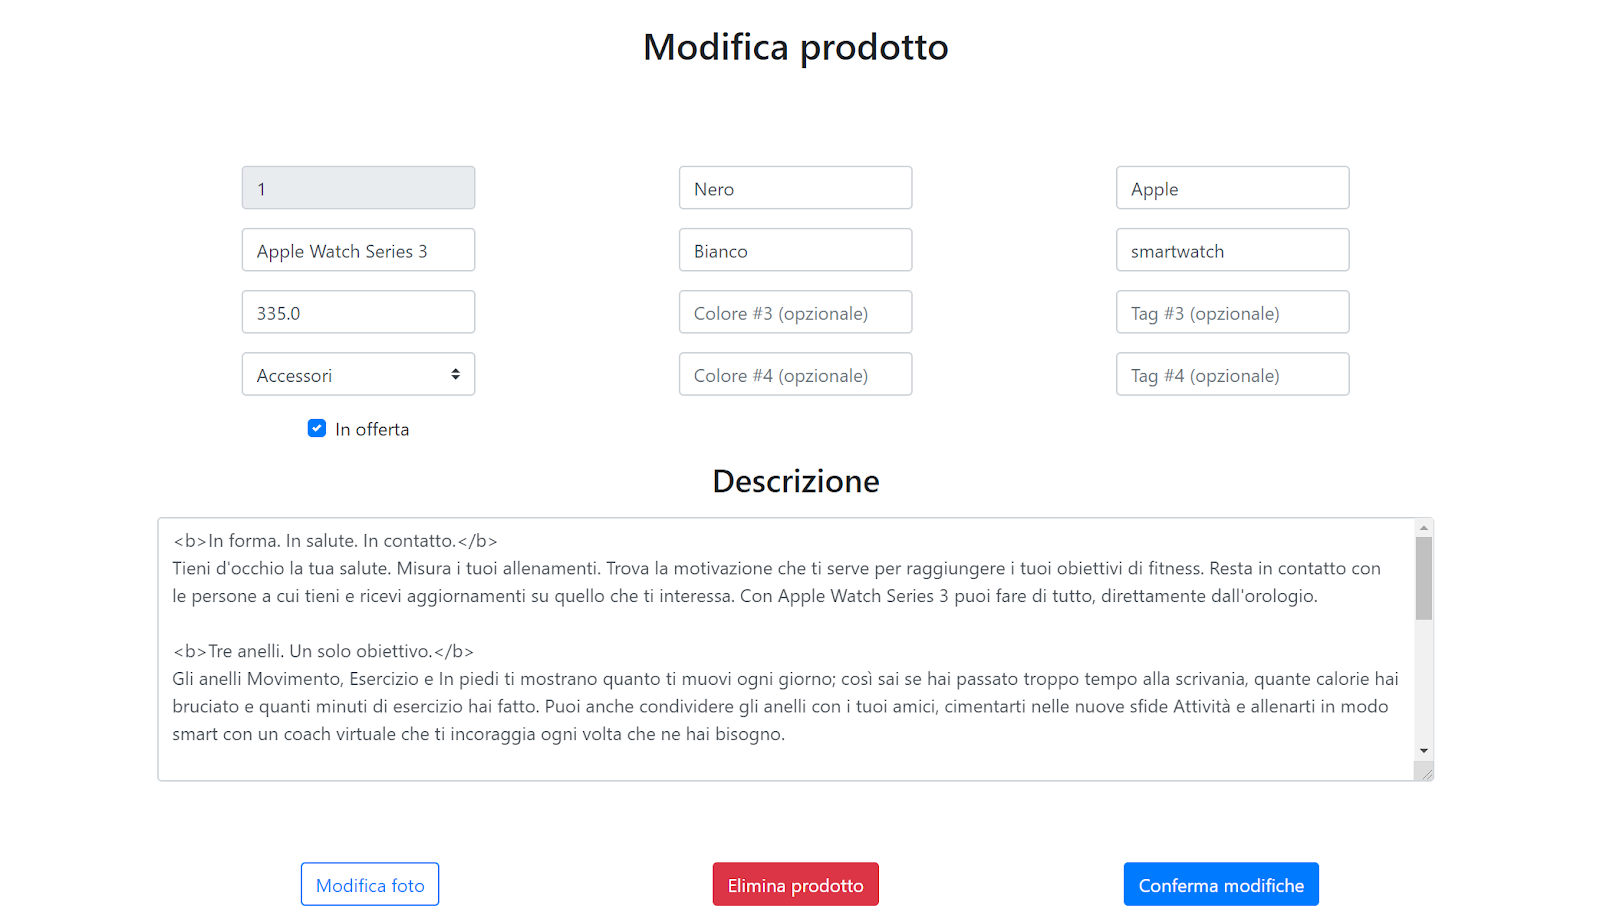 Modifica prodotto
1
Nero
Apple
Apple Watch Series 3
Bianco
smartwatch
335.0
Colore #3 (opzionale)
Tag #3 (opzionale)
Accessori
Colore #4 (opzionale)
Tag #4 (opzionale)
In offerta
Descrizione
<b>In forma. In salute. In contatto.</b>
Tieni d'occhio la tua salute. Misura i tuoi allenamenti. Trova la motivazione che ti serve per raggiungere i tuoi obiettivi di fitness. Resta in contatto con
le persone a cui tieni e ricevi aggiornamenti su quello che ti interessa. Con Apple Watch Series 3 puoi fare di tutto, direttamente dall'orologio.
<b>Tre anelli. Un solo obiettivo.</b>
Gli anelli Movimento, Esercizio e In piedi ti mostrano quanto ti muovi ogni giorno; così sai se hai passato troppo tempo alla scrivania, quante calorie hai
bruciato e quanti minuti di esercizio hai fatto. Puoi anche condividere gli anelli con i tuoi amici, cimentarti nelle nuove sfide Attività e allenarti in modo
smart con un coach virtuale che ti incoraggia ogni volta che ne hai bisogno.
Modifica foto
Elimina prodotto
Conferma modifiche